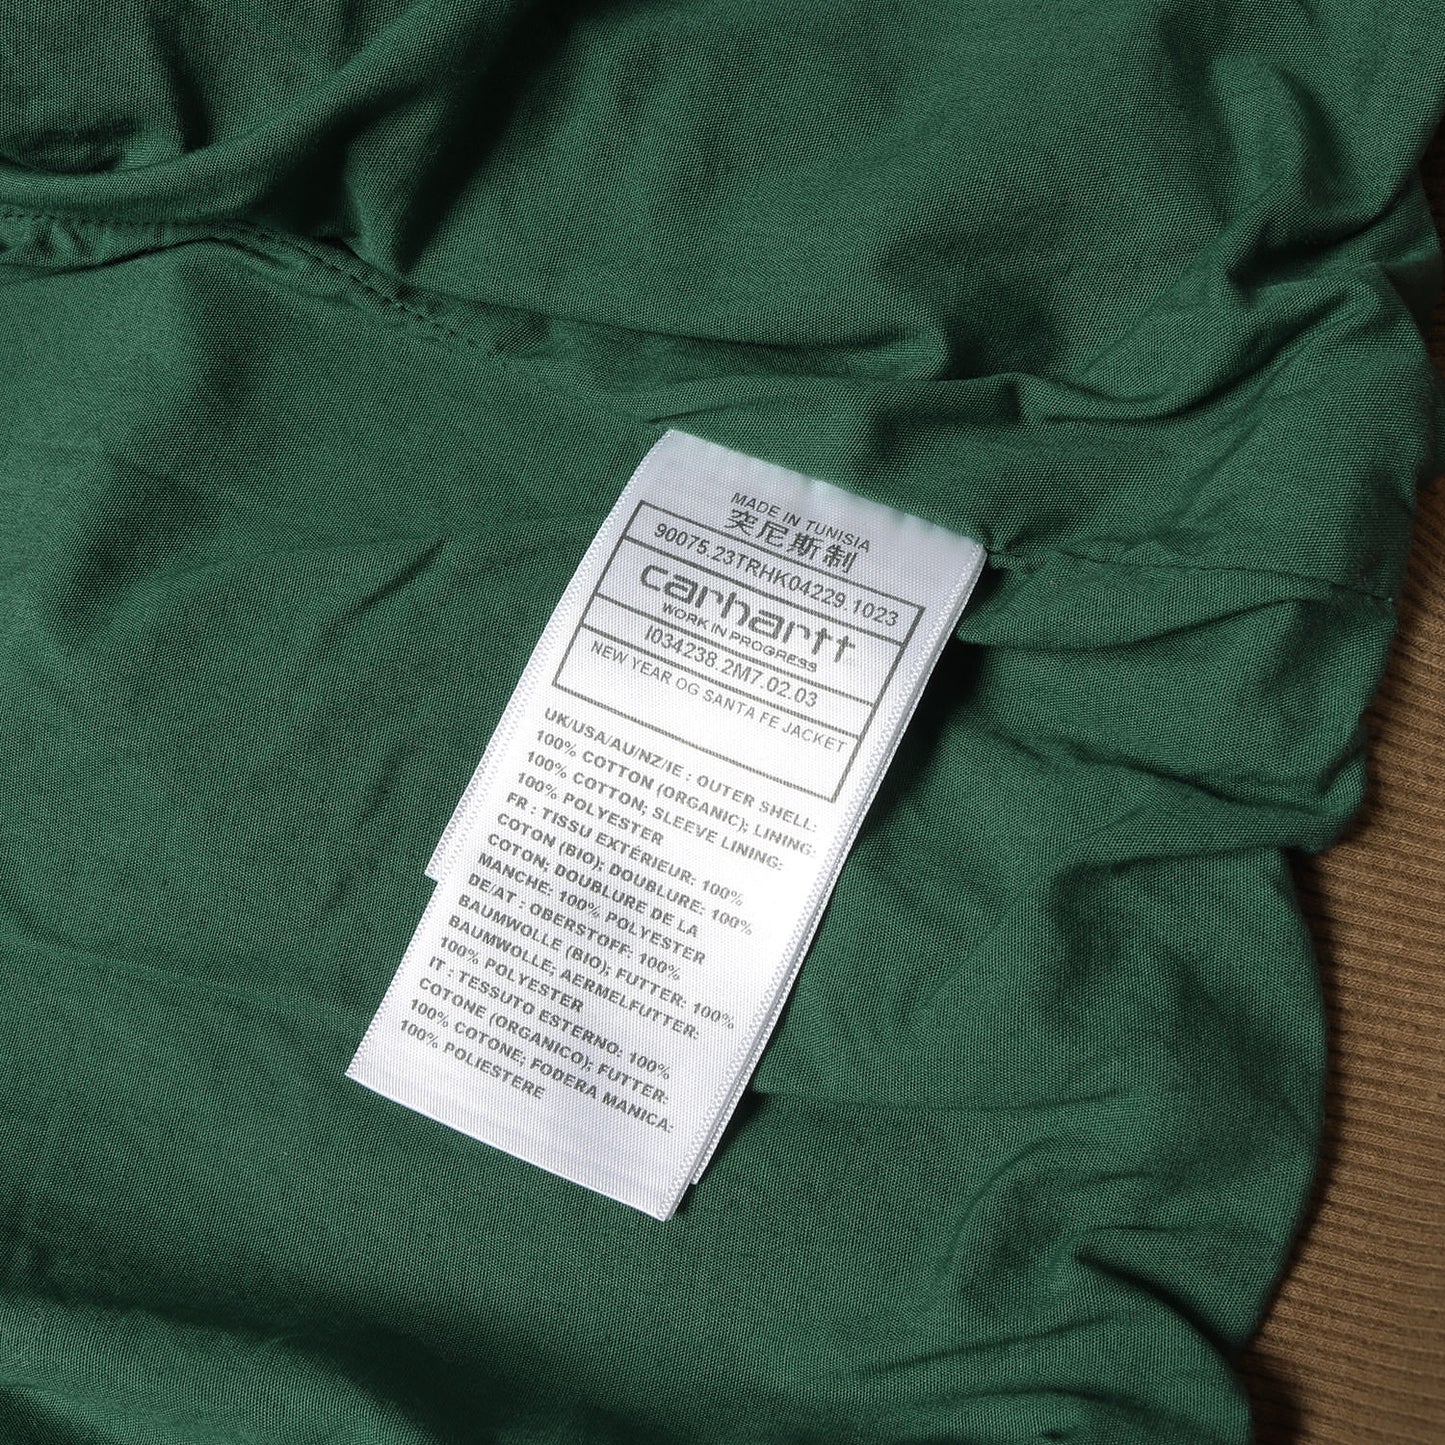 MADE IN TUNISIA
突尼斯制
90075.23TRHK04229.1023
carhartt
WORK IN PROGRESS
I034238.2M7.02.03
NEW YEAR OG SANTA FE JACKET
UK/USA/AU/NZ/IE : OUTER SHELL:
100% COTTON (ORGANIC); LINING:
100% COTTON; SLEEVE LINING:
100% POLYESTER
FR : TISSU EXTÉRIEUR: 100%
COTON (BIO); DOUBLURE: 100%
COTON; DOUBLURE DE LA
MANCHE: 100% POLYESTER
DE/AT : OBERSTOFF: 100%
BAUMWOLLE (BIO); FUTTER: 100%
BAUMWOLLE; AERMELFUTTER:
100% POLYESTER
IT : TESSUTO ESTERNO: 100%
COTONE (ORGANICO); FUTTER:
100% COTONE; FODERA MANICA:
100% POLIESTERE